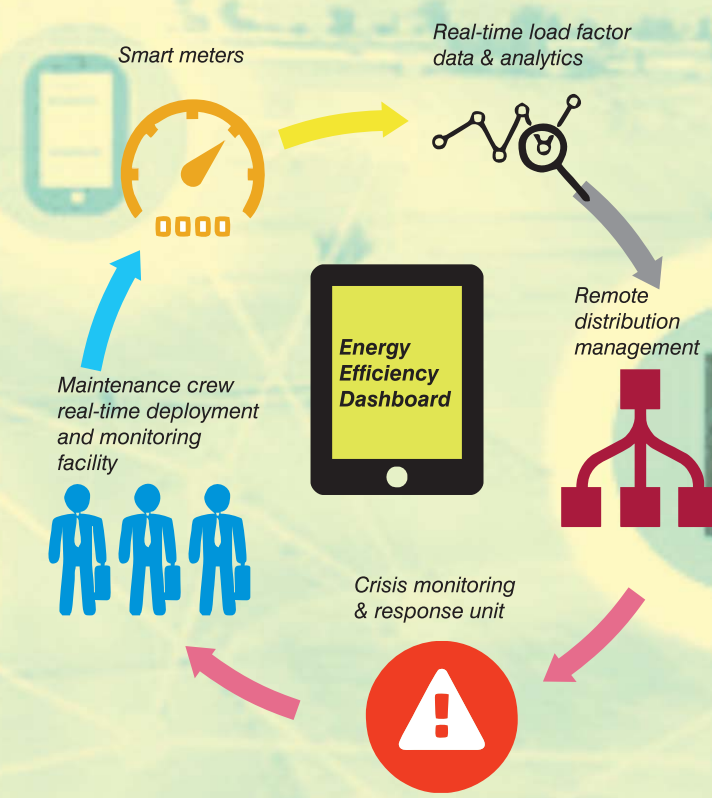 Smart meters
Real-time load factor
data & analytics
Remote
distribution
management
Energy
Efficiency
Dashboard
Maintenance crew
real-time deployment
and monitoring
facility
Crisis monitoring
& response unit